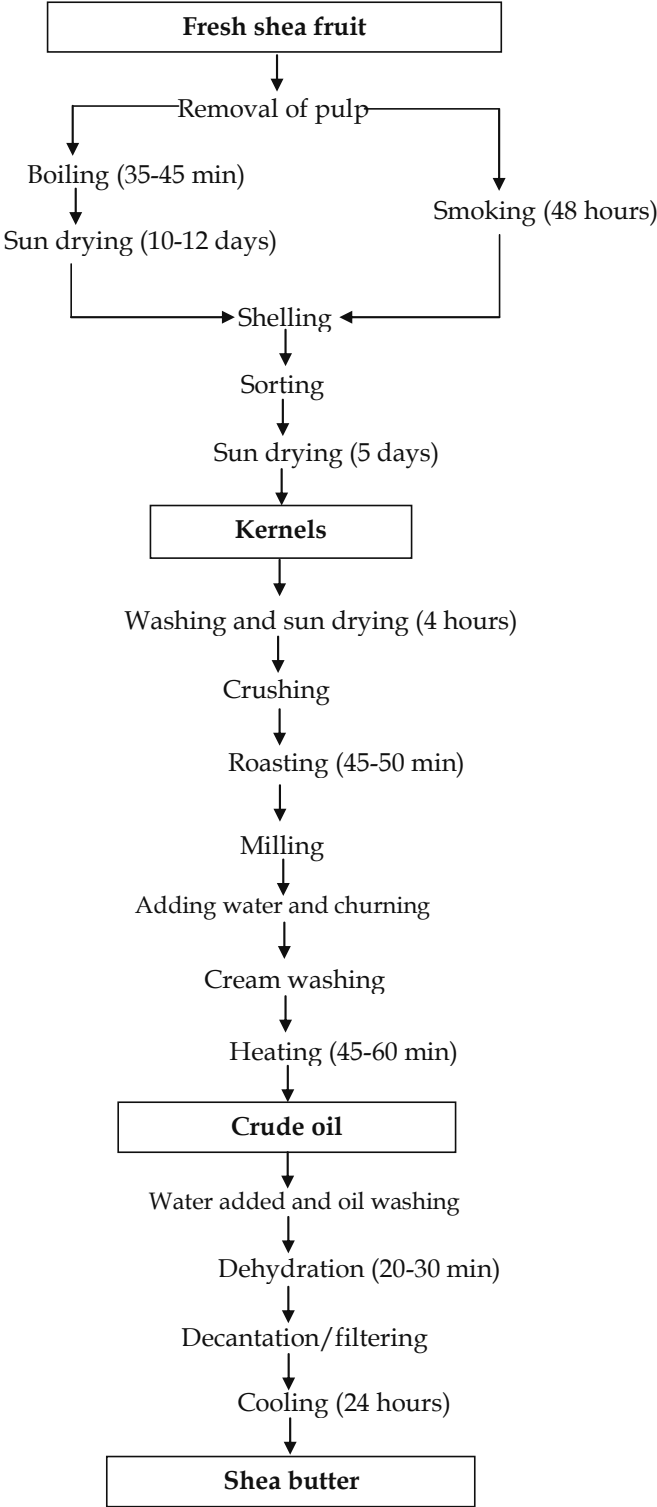 Fresh shea fruit
Removal of pulp
Boiling (35-45 min)
Smoking (48 hours)
Sun drying (10-12 days)
Shelling
Sorting
Sun drying (5 days)
Kernels
Washing and sun drying (4 hours)
Crushing
Roasting (45-50 min)
Milling
Adding water and churning
Cream washing
Heating (45-60 min)
Crude oil
Water added and oil washing
Dehydration (20-30 min)
Decantation/filtering
Cooling (24 hours)
Shea butter